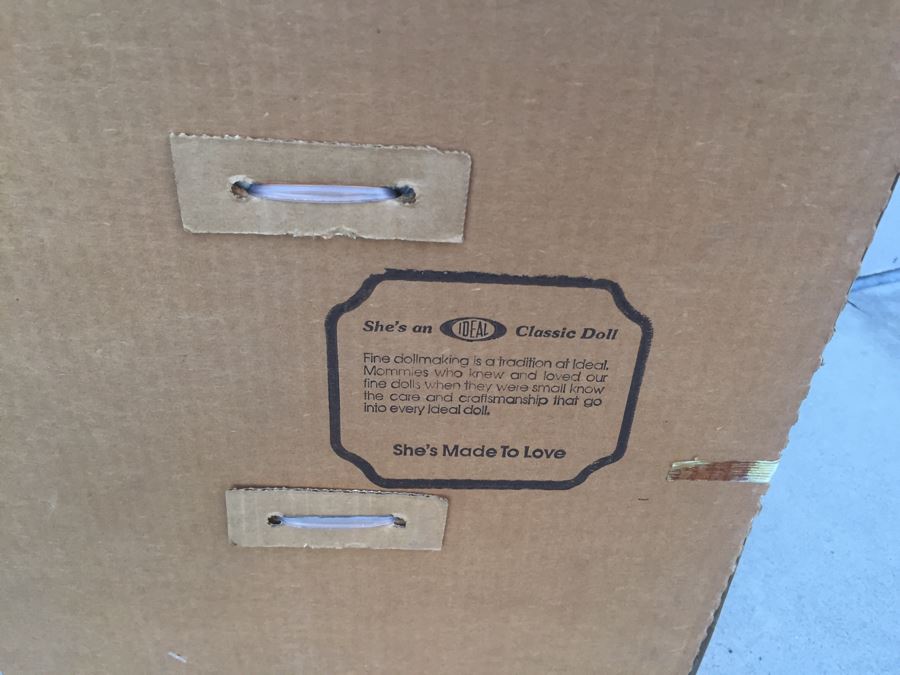 She's an IDEAL Classic Doll
Fine dollmaking is a tradition at Ideal.
Mommies who knew and loved our
fine dolls when they were small know
the care and craftsmanship that go
into every Ideal doll.
She's Made To Love